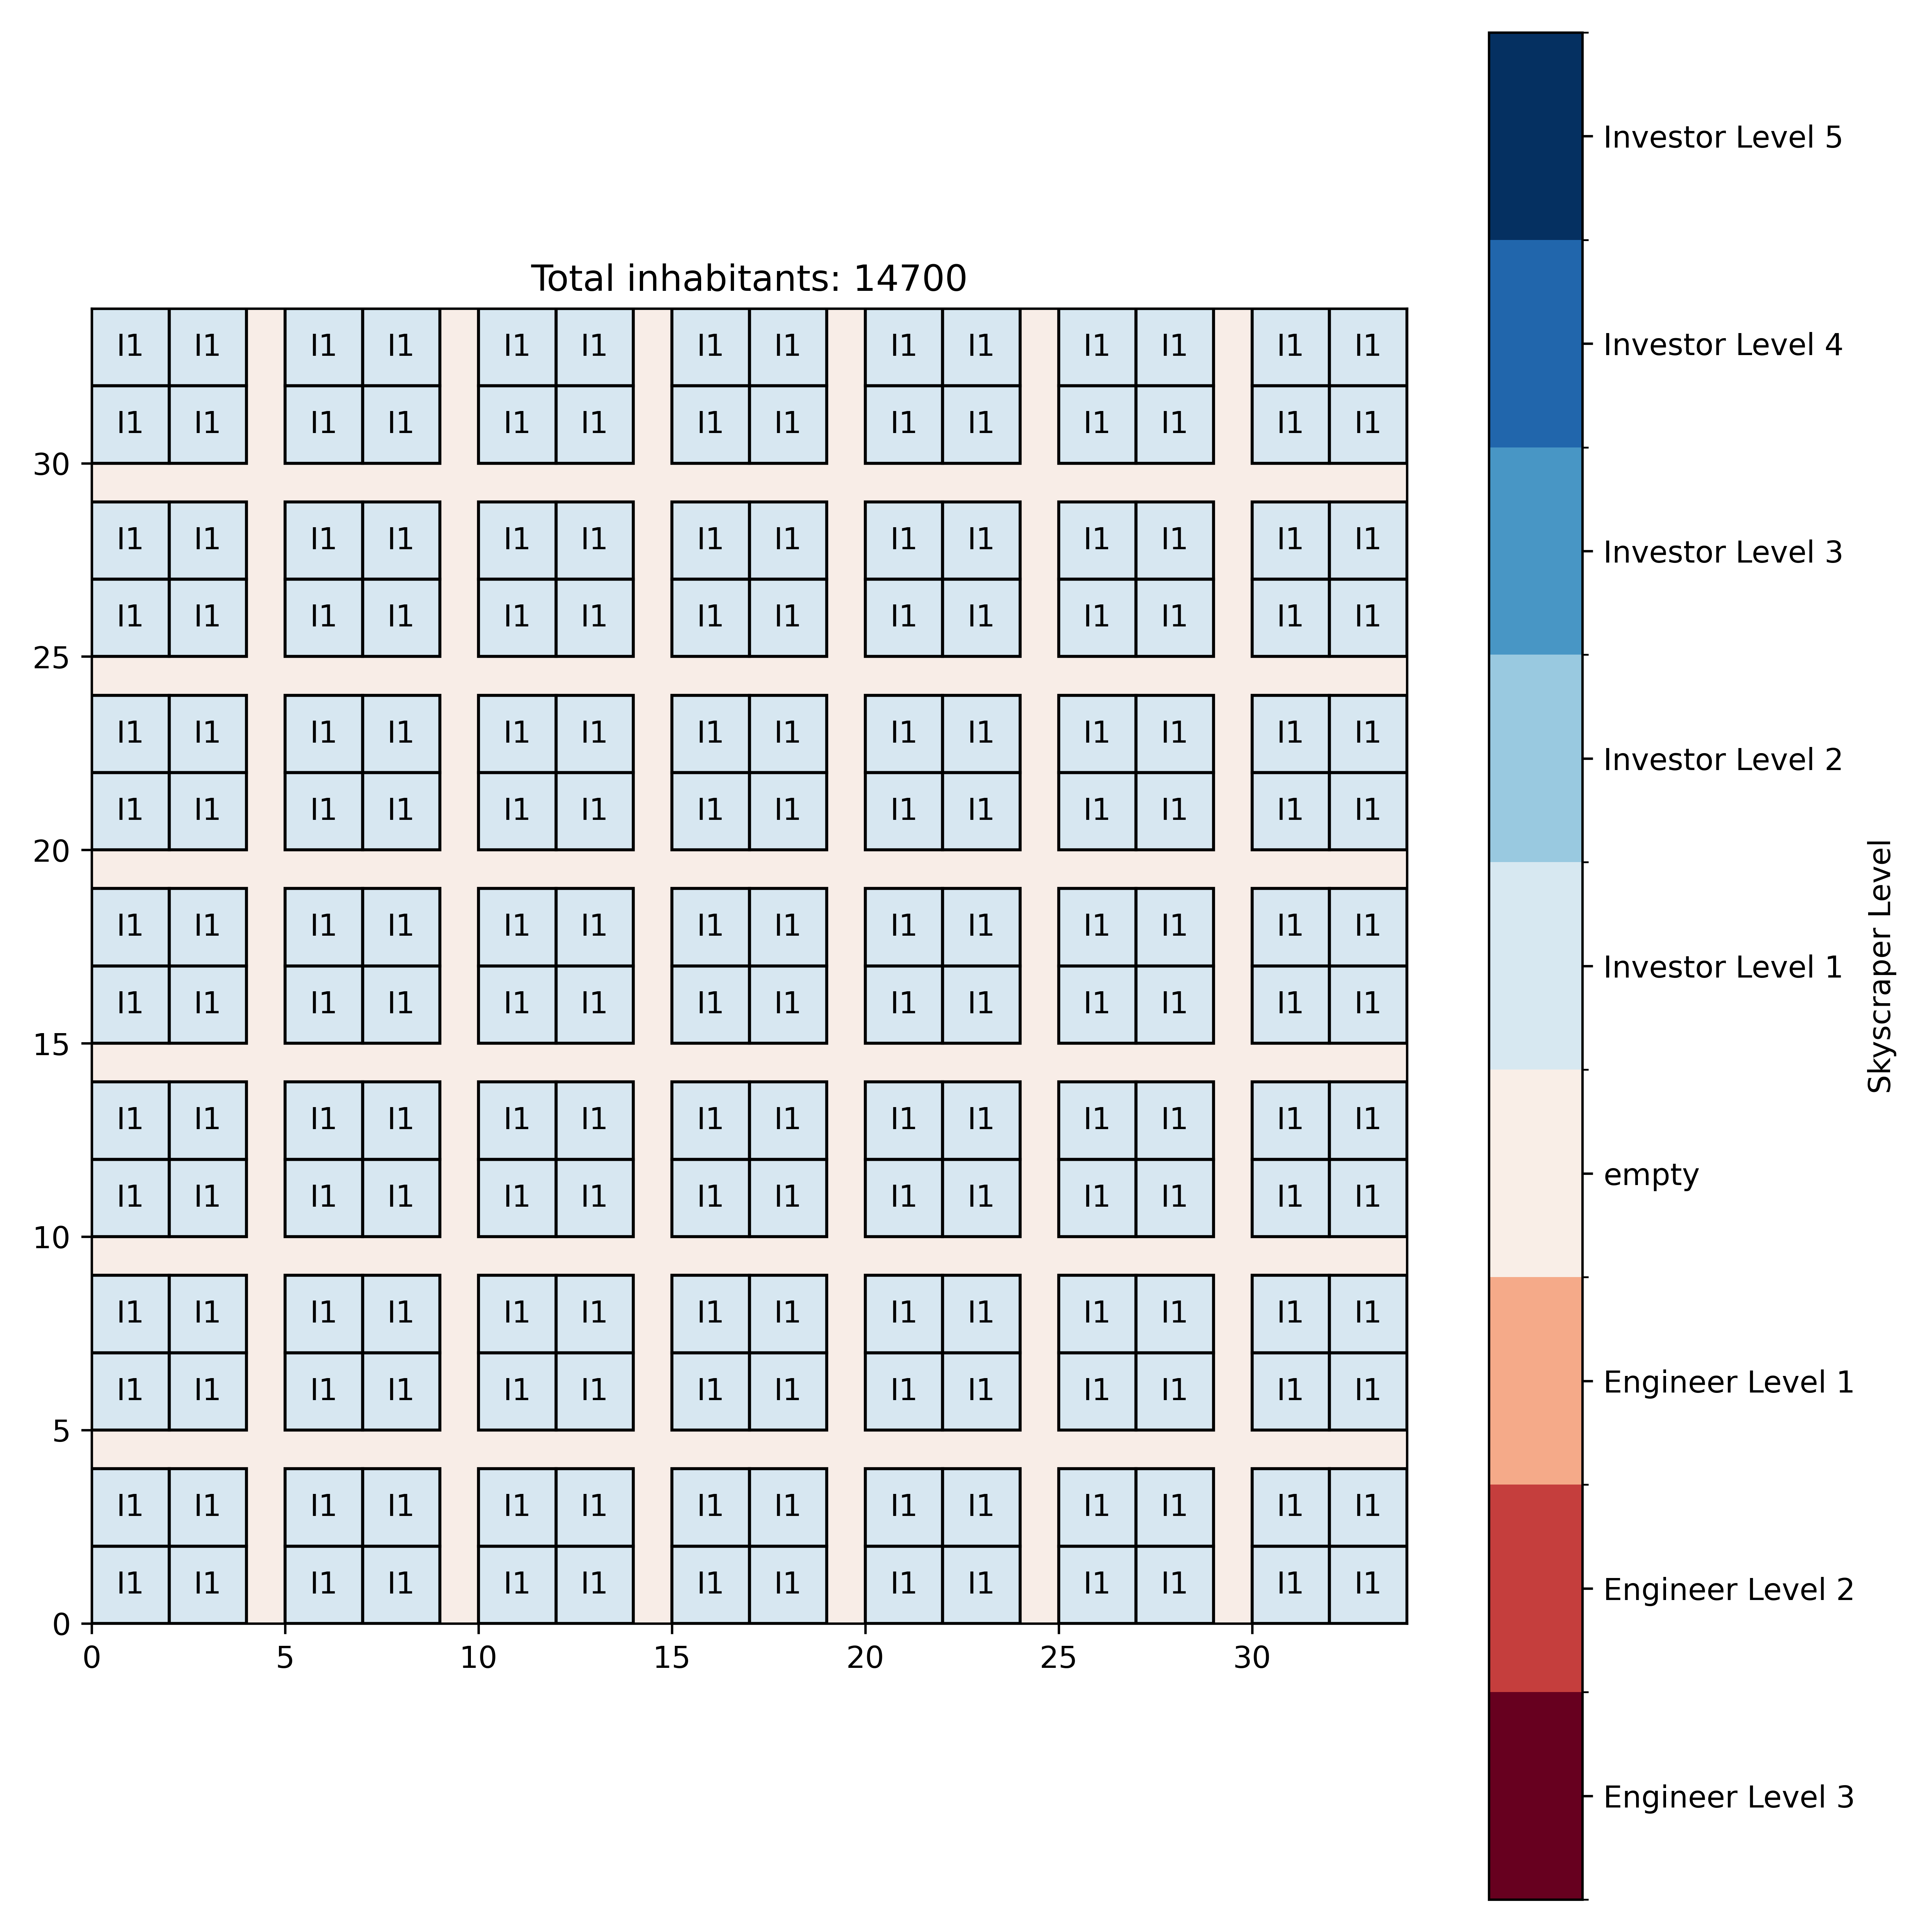 Total inhabitants: 14700
I1 I1 I1 I1 I1 I1 I1 I1 I1 I1 I1 I1 I1 I1
I1 I1 I1 I1 I1 I1 I1 I1 I1 I1 I1 I1 I1 I1
30
I1 I1 I1 I1 I1 I1 I1 I1 I1 I1 I1 I1 I1 I1
I1 I1 I1 I1 I1 I1 I1 I1 I1 I1 I1 I1 I1 I1
25
I1 I1 I1 I1 I1 I1 I1 I1 I1 I1 I1 I1 I1 I1
I1 I1 I1 I1 I1 I1 I1 I1 I1 I1 I1 I1 I1 I1
20
I1 I1 I1 I1 I1 I1 I1 I1 I1 I1 I1 I1 I1 I1
I1 I1 I1 I1 I1 I1 I1 I1 I1 I1 I1 I1 I1 I1
15
I1 I1 I1 I1 I1 I1 I1 I1 I1 I1 I1 I1 I1 I1
I1 I1 I1 I1 I1 I1 I1 I1 I1 I1 I1 I1 I1 I1
10
I1 I1 I1 I1 I1 I1 I1 I1 I1 I1 I1 I1 I1 I1
I1 I1 I1 I1 I1 I1 I1 I1 I1 I1 I1 I1 I1 I1
5
I1 I1 I1 I1 I1 I1 I1 I1 I1 I1 I1 I1 I1 I1
I1 I1 I1 I1 I1 I1 I1 I1 I1 I1 I1 I1 I1 I1
0
0 5 10 15 20 25 30
Investor Level 5
Investor Level 4
Investor Level 3
Investor Level 2
Investor Level 1
empty
Engineer Level 1
Engineer Level 2
Engineer Level 3
Skyscraper Level